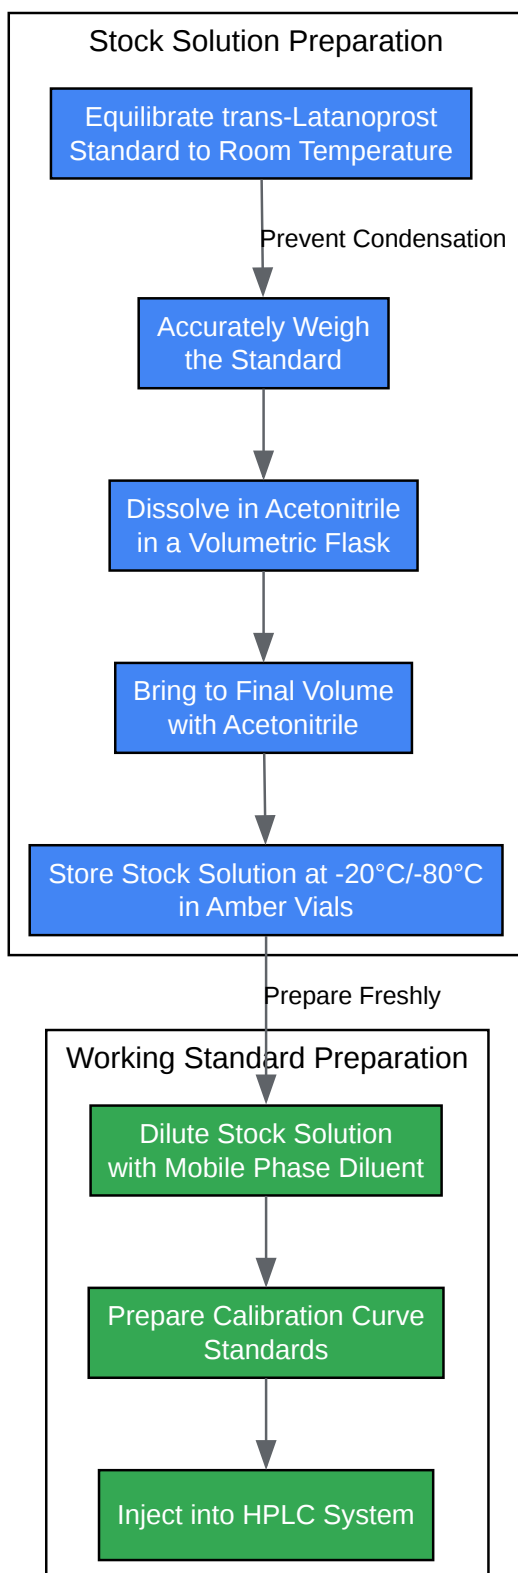 Stock Solution Preparation
Equilibrate trans-Latanoprost
Standard to Room Temperature
Prevent Condensation
Accurately Weigh
the Standard
Dissolve in Acetonitrile
in a Volumetric Flask
Bring to Final Volume
with Acetonitrile
Store Stock Solution at -20°C/-80°C
in Amber Vials
Prepare Freshly
Working Standard Preparation
Dilute Stock Solution
with Mobile Phase Diluent
Prepare Calibration Curve
Standards
Inject into HPLC System